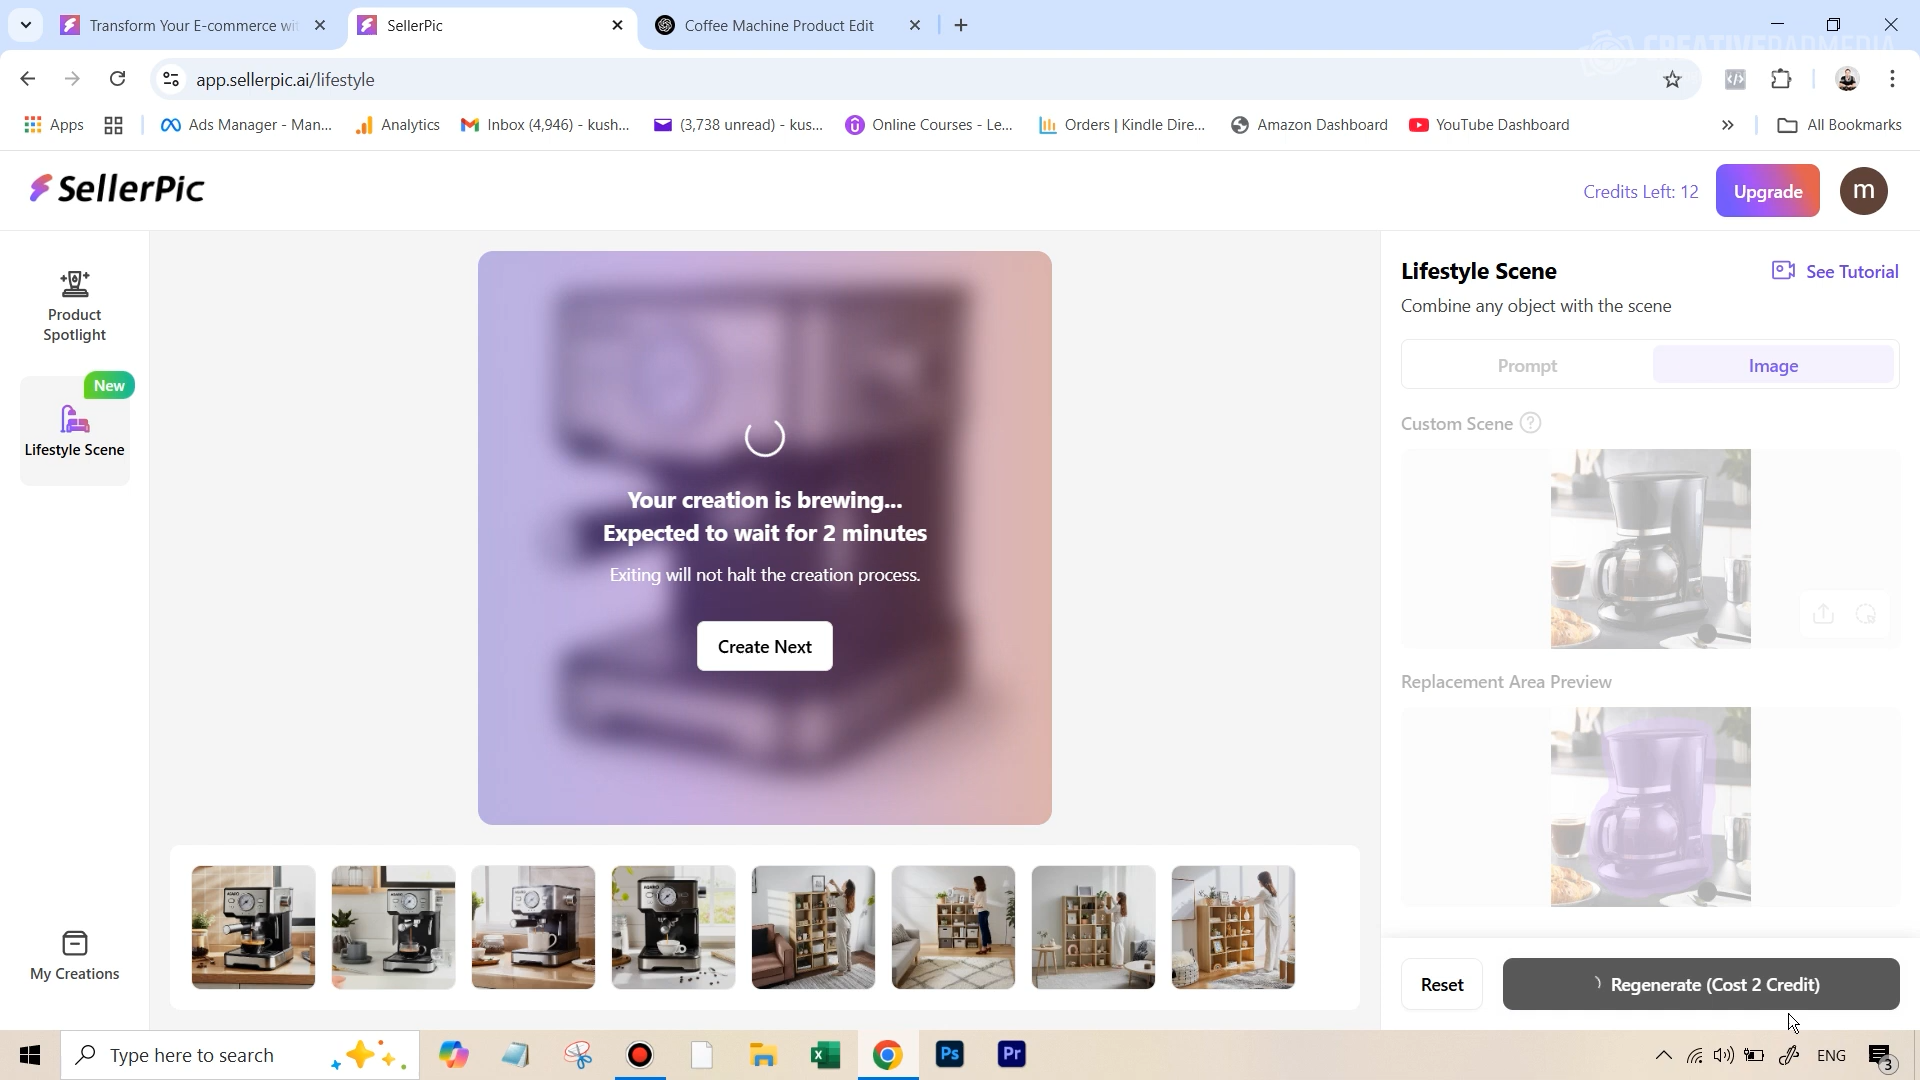 Transform Your E-commerce wit
SellerPic
Coffee Machine Product Edit
CREATIVEDADMEDIA
app.sellerpic.ai/lifestyle
Apps
Ads Manager - Man...
Analytics
Inbox (4,946) - kush...
(3,738 unread) - kus...
Online Courses - Le...
Orders | Kindle Dire...
Amazon Dashboard
YouTube Dashboard
»
All Bookmarks
SellerPic
Credits Left: 12
Upgrade
m
Product
Spotlight
New
Lifestyle Scene
My Creations
Your creation is brewing...
Expected to wait for 2 minutes
Exiting will not halt the creation process.
Create Next
Lifestyle Scene
See Tutorial
Combine any object with the scene
Prompt
Image
Custom Scene ?
Replacement Area Preview
Reset
Regenerate (Cost 2 Credit)
Type here to search
Ps
Pr
ENG
3